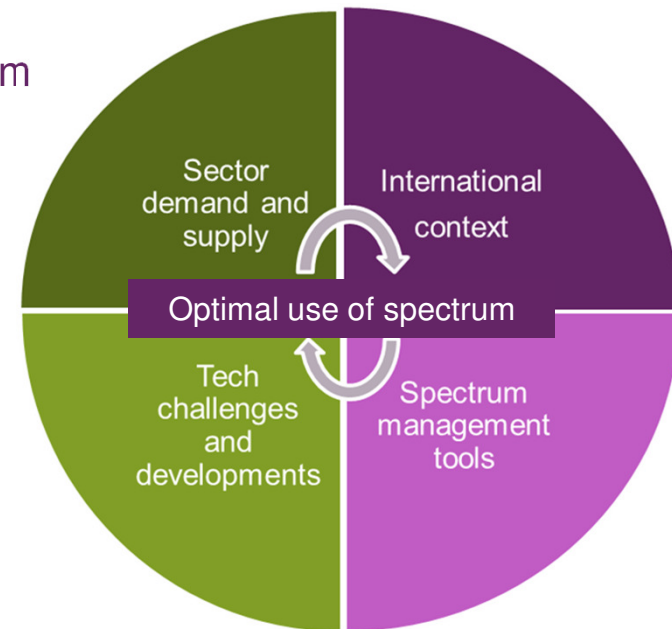 m
Sector
demand and
supply
International
context
Optimal use of spectrum
Tech
challenges
and
developments
Spectrum
management
tools